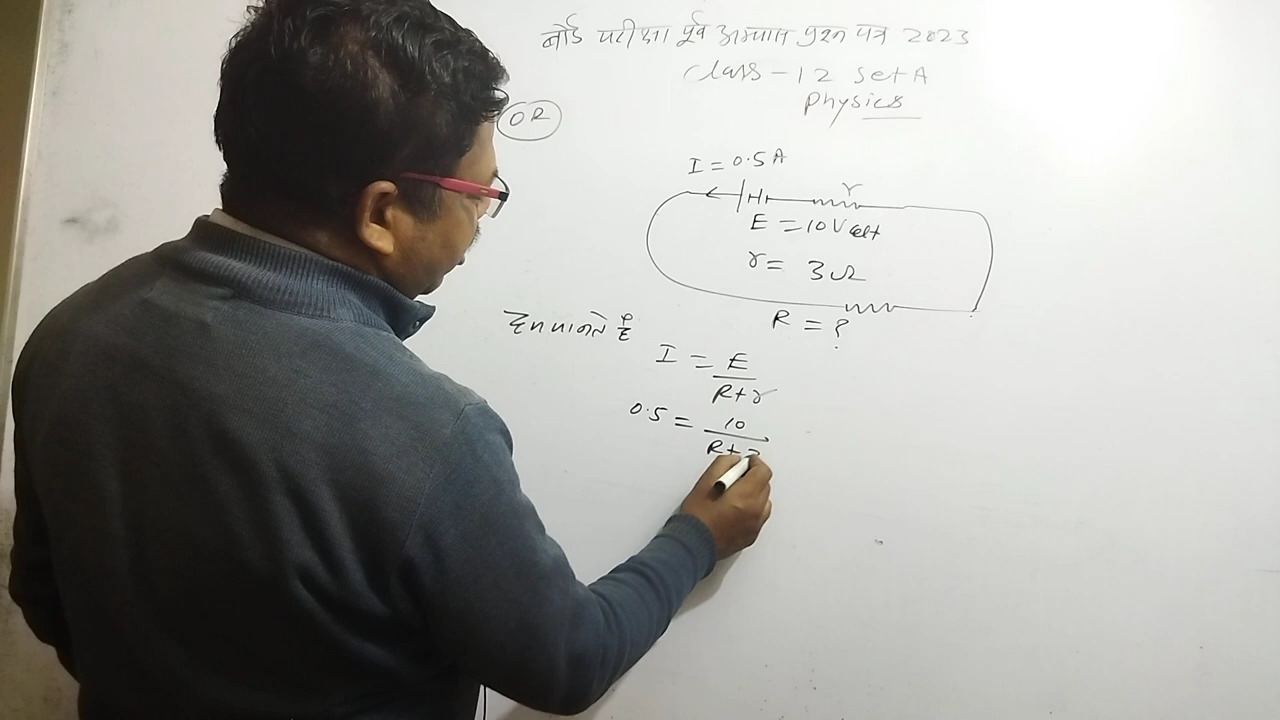 बोर्ड परीक्षा पूर्व अभ्यास प्रश्न पत्र 2023
Class - 12 Set A
Physics
OR
I = 0.5 A
r
E = 10 Volt
r = 3 Ω
R = ?
हम जानते हैं
I = E / R + r
0.5 = 10 / R +